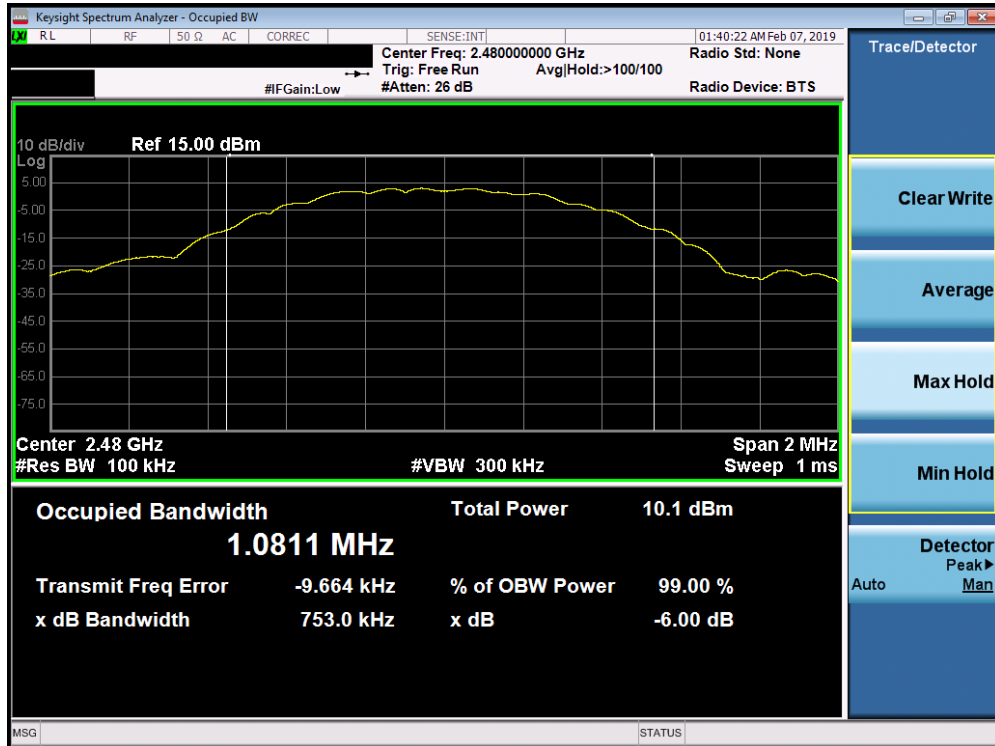 Keysight Spectrum Analyzer - Occupied BW
LXI RL RF 50 Ω AC CORREC SENSE:INT 01:40:22 AM Feb 07, 2019
Center Freq: 2.480000000 GHz Radio Std: None
Trig: Free Run Avg|Hold:>100/100
#IFGain:Low #Atten: 26 dB Radio Device: BTS
10 dB/div Ref 15.00 dBm
Log
5.00
-5.00
-15.0
-25.0
-35.0
-45.0
-55.0
-65.0
-75.0
Center 2.48 GHz Span 2 MHz
#Res BW 100 kHz #VBW 300 kHz Sweep 1 ms
Occupied Bandwidth Total Power 10.1 dBm
1.0811 MHz
Transmit Freq Error -9.664 kHz % of OBW Power 99.00 %
x dB Bandwidth 753.0 kHz x dB -6.00 dB
MSG STATUS
Trace/Detector
Clear Write
Average
Max Hold
Min Hold
Detector
Peak▶
Auto Man